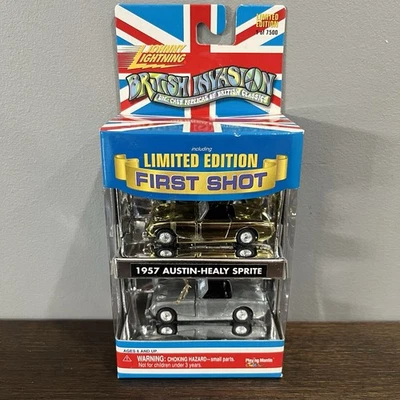 LIMITED
EDITION
1 of 7500
JOHNNY
LIGHTNING
BRITISH INVASION
DIE CAST REPLICAS OF BRITISH CLASSICS
including
LIMITED EDITION
FIRST SHOT
1957 AUSTIN-HEALY SPRITE
AGES 8 AND UP.
WARNING: CHOKING HAZARD-small parts.
Not for children under 3 years.
Playing Mantis